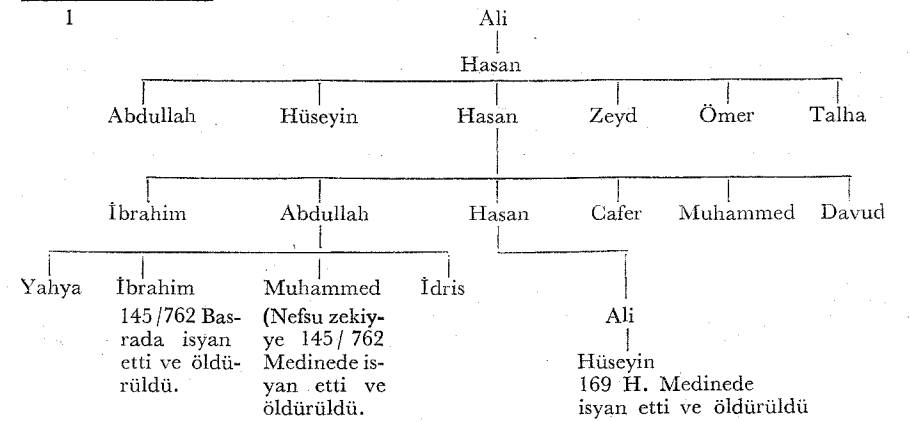 1
Ali
Hasan
Abdullah Hüseyin Hasan Zeyd Ömer Talha
İbrahim Abdullah Hasan Cafer Muhammed Davud
Yahya İbrahim Muhammed İdris
145/762 Bas-
rada isyan
etti ve öldü-
rüldü.
(Nefsu zekiy-
ye 145/ 762
Medinede is-
yan etti ve
öldürüldü.
Ali
Hüseyin
169 H. Medinede
isyan etti ve öldürüldü